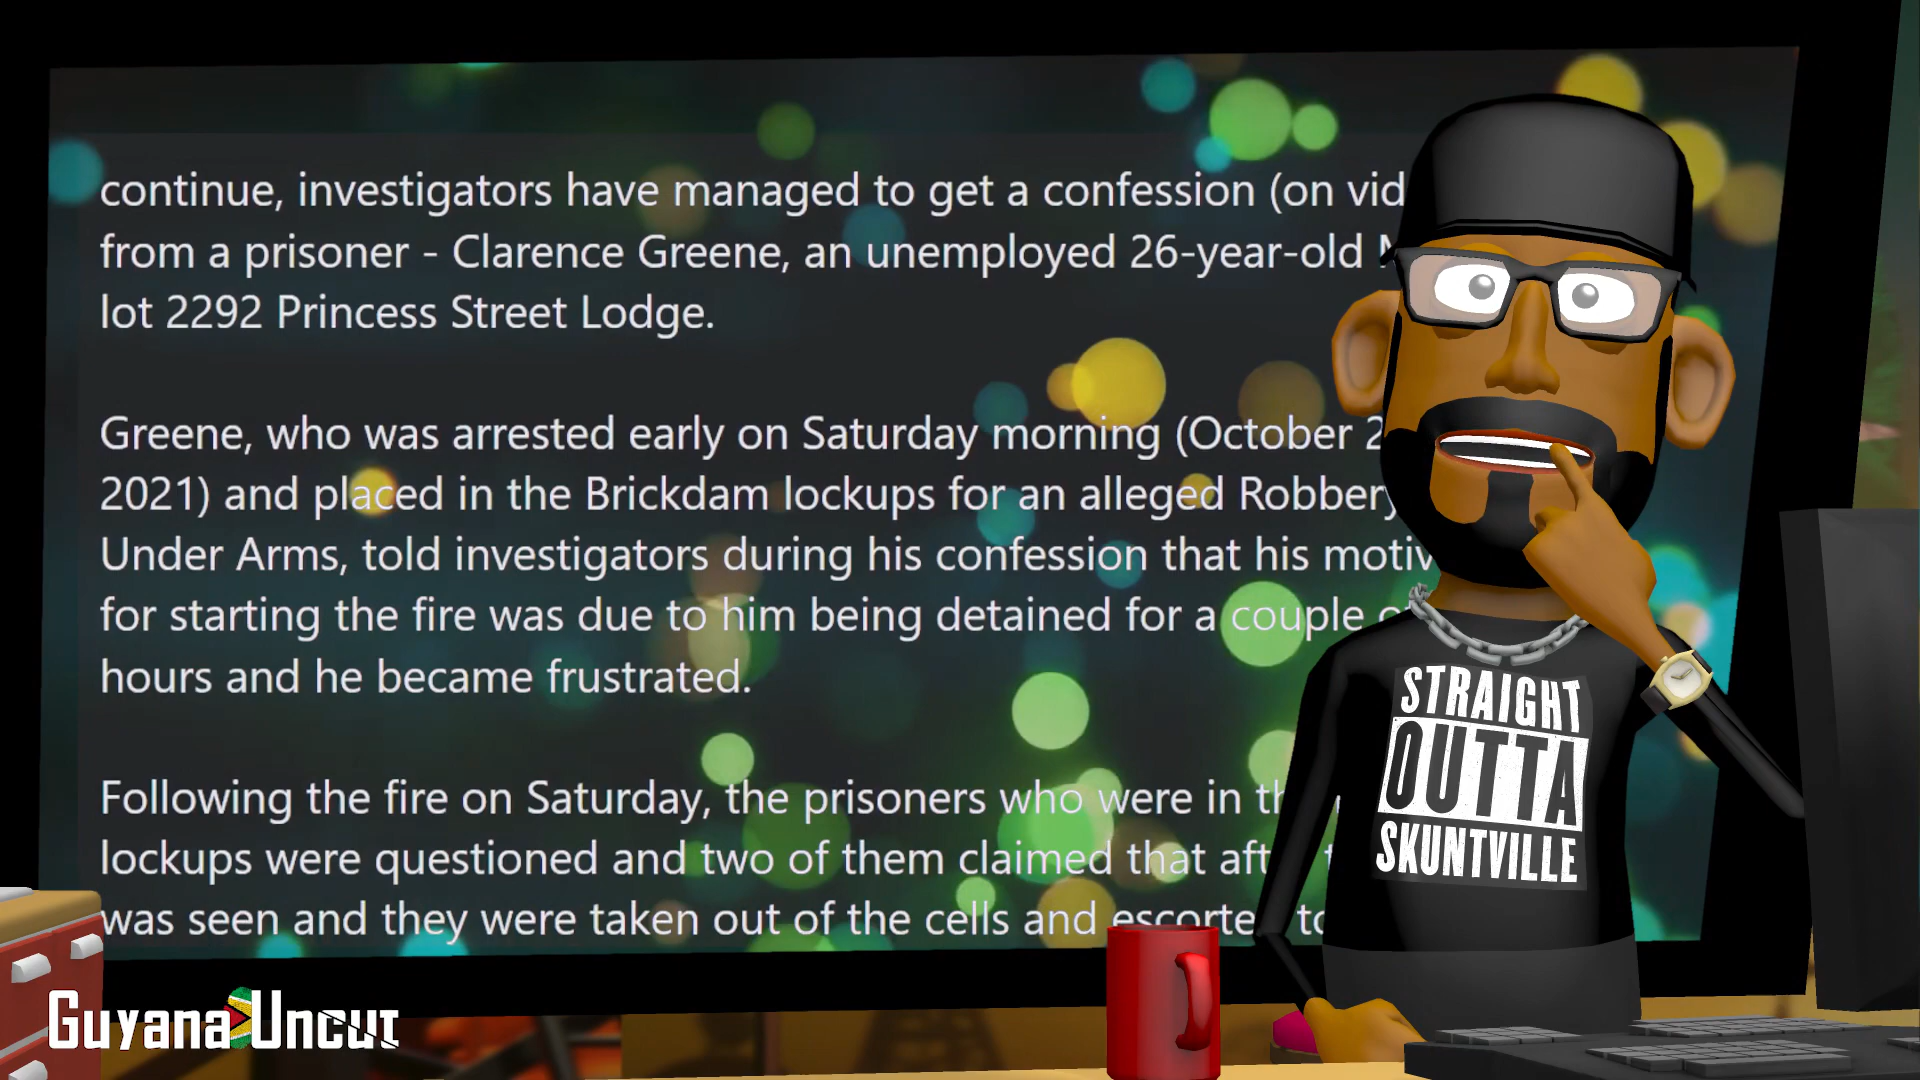 continue, investigators have managed to get a confession (on vid
from a prisoner - Clarence Greene, an unemployed 26-year-old
lot 2292 Princess Street Lodge.
Greene, who was arrested early on Saturday morning (October 2
2021) and placed in the Brickdam lockups for an alleged Robbery
Under Arms, told investigators during his confession that his motiv
for starting the fire was due to him being detained for a couple
hours and he became frustrated.
Following the fire on Saturday, the prisoners who were in
lockups were questioned and two of them claimed that
was seen and they were taken out of the cells and escorte to
STRAIGHT
OUTTA
SKUNTVILLE
Guyana Uncut